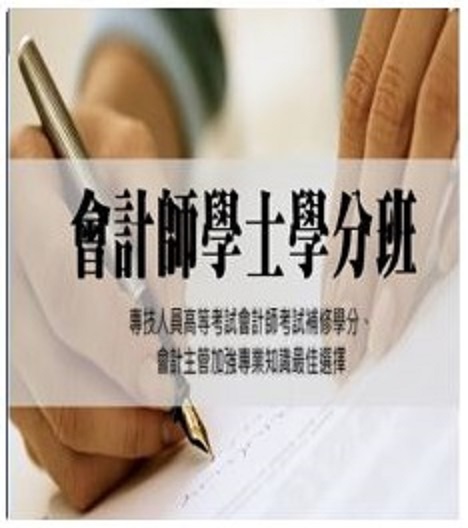 會計師學士學分班
專技人員高等考試會計師考試補修學分、
會計主管加強專業知識最佳選擇